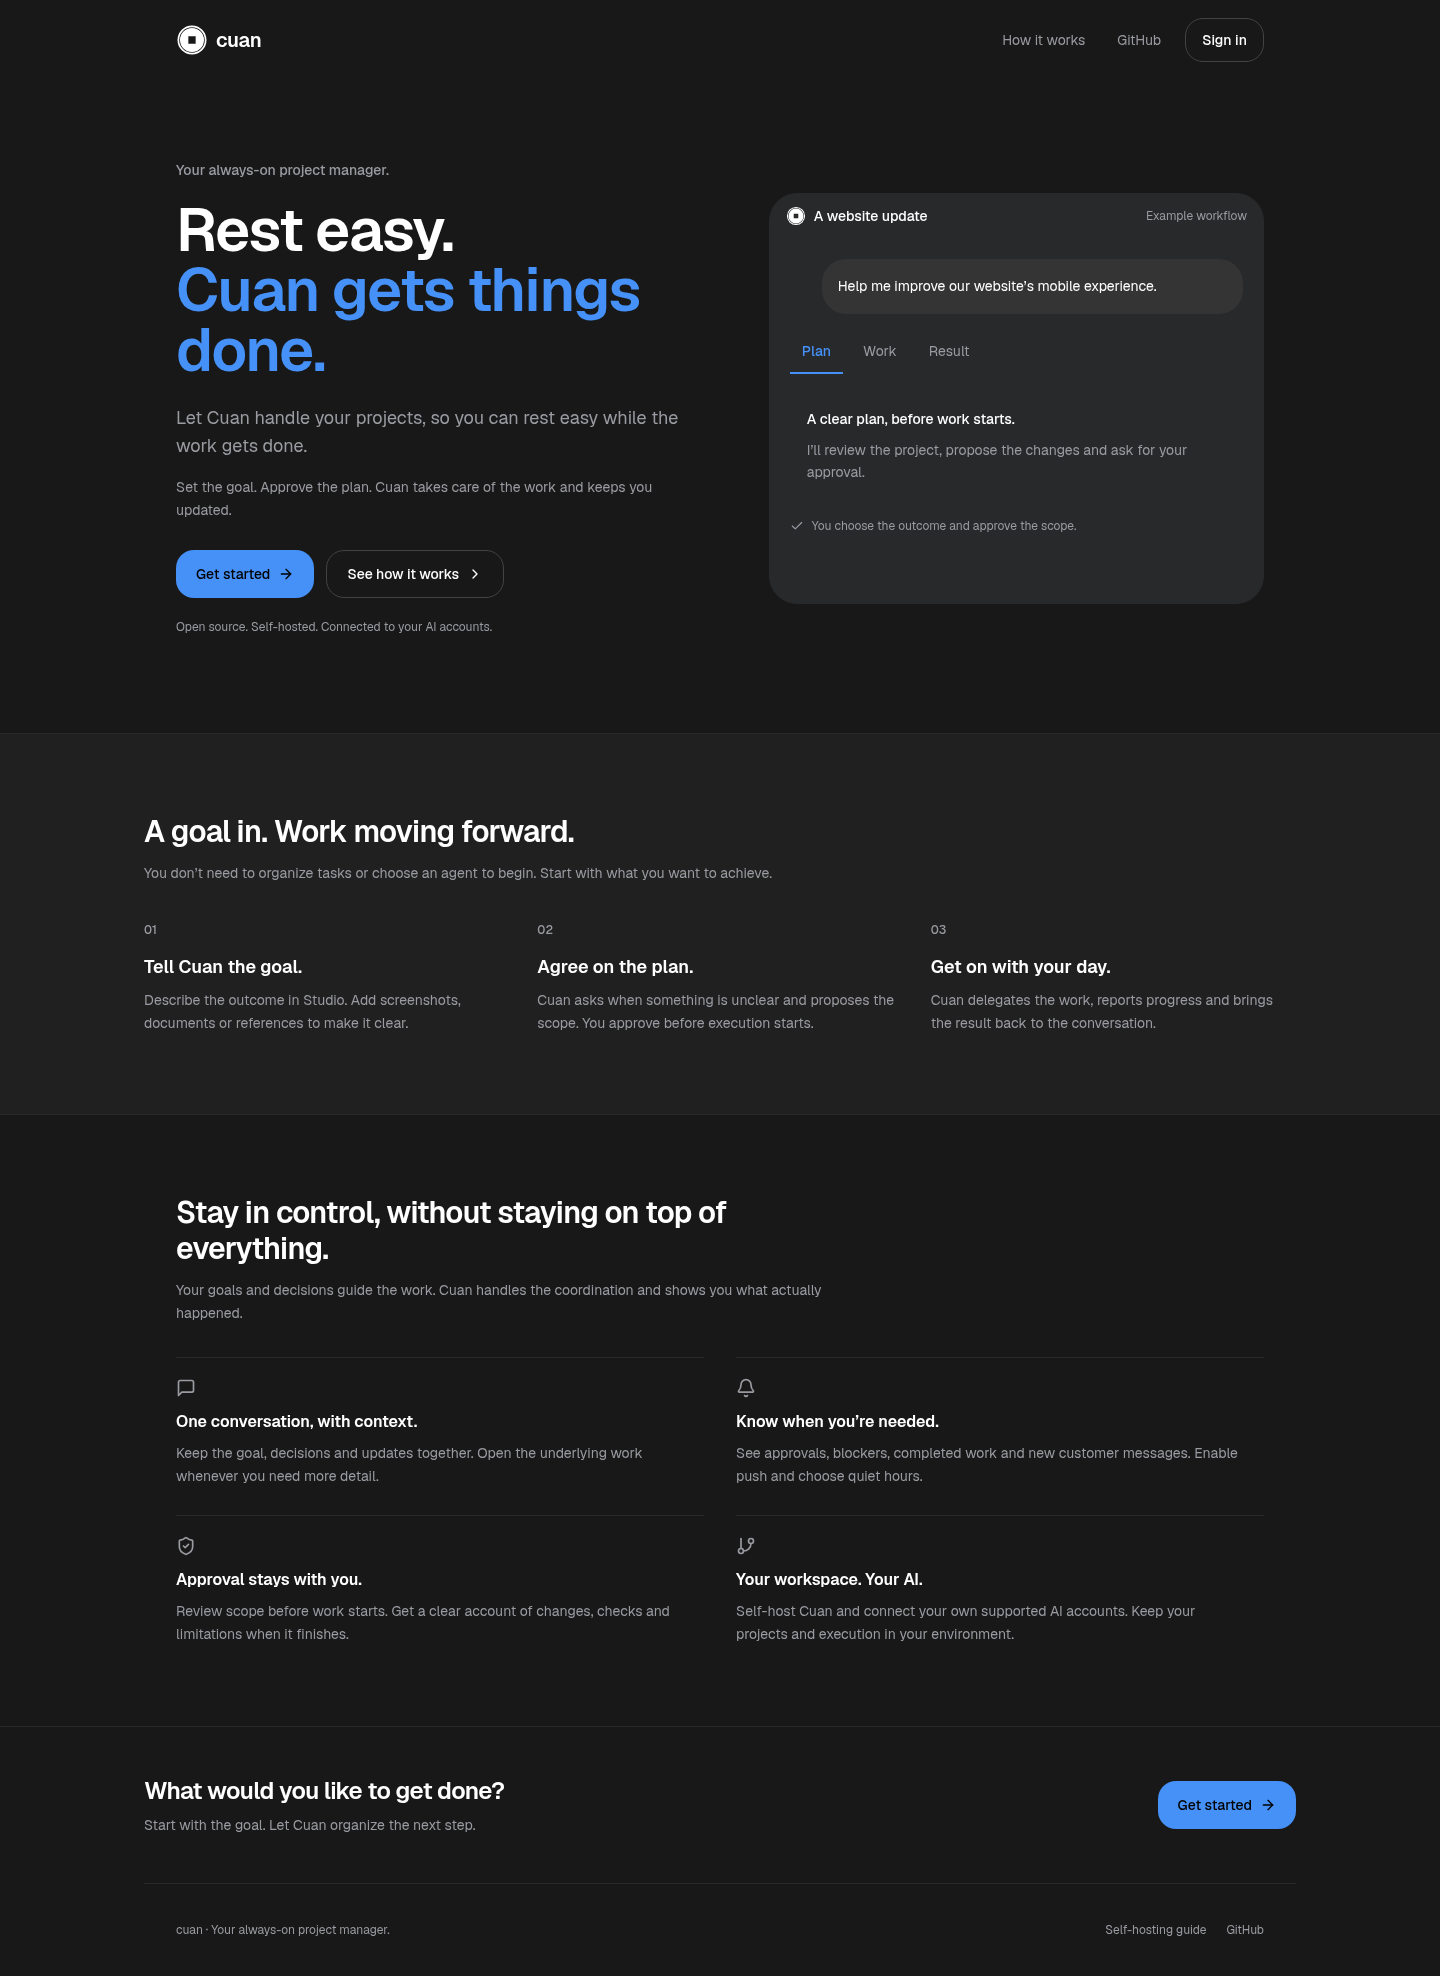 cuan
How it works
GitHub
Sign in
Your always-on project manager.
Rest easy.
Cuan gets things
done.
Let Cuan handle your projects, so you can rest easy while the
work gets done.
Set the goal. Approve the plan. Cuan takes care of the work and keeps you
updated.
Get started
See how it works
Open source. Self-hosted. Connected to your AI accounts.
A website update
Example workflow
Help me improve our website’s mobile experience.
Plan
Work
Result
A clear plan, before work starts.
I’ll review the project, propose the changes and ask for your
approval.
You choose the outcome and approve the scope.
A goal in. Work moving forward.
You don’t need to organize tasks or choose an agent to begin. Start with what you want to achieve.
01
Tell Cuan the goal.
Describe the outcome in Studio. Add screenshots,
documents or references to make it clear.
02
Agree on the plan.
Cuan asks when something is unclear and proposes the
scope. You approve before execution starts.
03
Get on with your day.
Cuan delegates the work, reports progress and brings
the result back to the conversation.
Stay in control, without staying on top of
everything.
Your goals and decisions guide the work. Cuan handles the coordination and shows you what actually
happened.
One conversation, with context.
Keep the goal, decisions and updates together. Open the underlying work
whenever you need more detail.
Know when you’re needed.
See approvals, blockers, completed work and new customer messages. Enable
push and choose quiet hours.
Approval stays with you.
Review scope before work starts. Get a clear account of changes, checks and
limitations when it finishes.
Your workspace. Your AI.
Self-host Cuan and connect your own supported AI accounts. Keep your
projects and execution in your environment.
What would you like to get done?
Start with the goal. Let Cuan organize the next step.
Get started
cuan · Your always-on project manager.
Self-hosting guide
GitHub